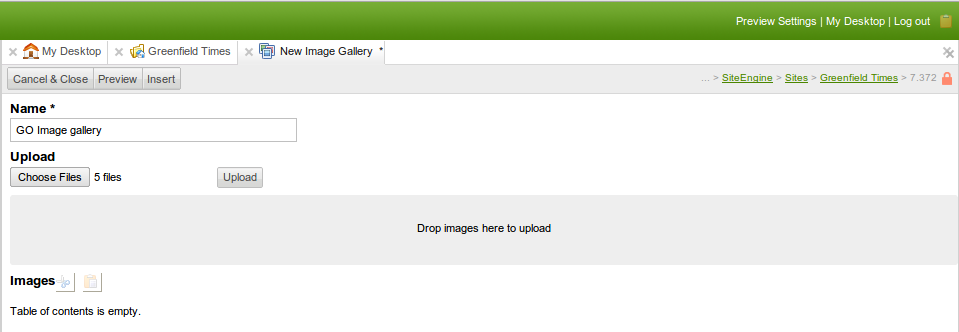 Preview Settings | My Desktop | Log out
My Desktop Greenfield Times New Image Gallery *
Cancel & Close Preview Insert ... > SiteEngine > Sites > Greenfield Times > 7.372
Name *
GO Image gallery
Upload
Choose Files 5 files Upload
Drop images here to upload
Images
Table of contents is empty.